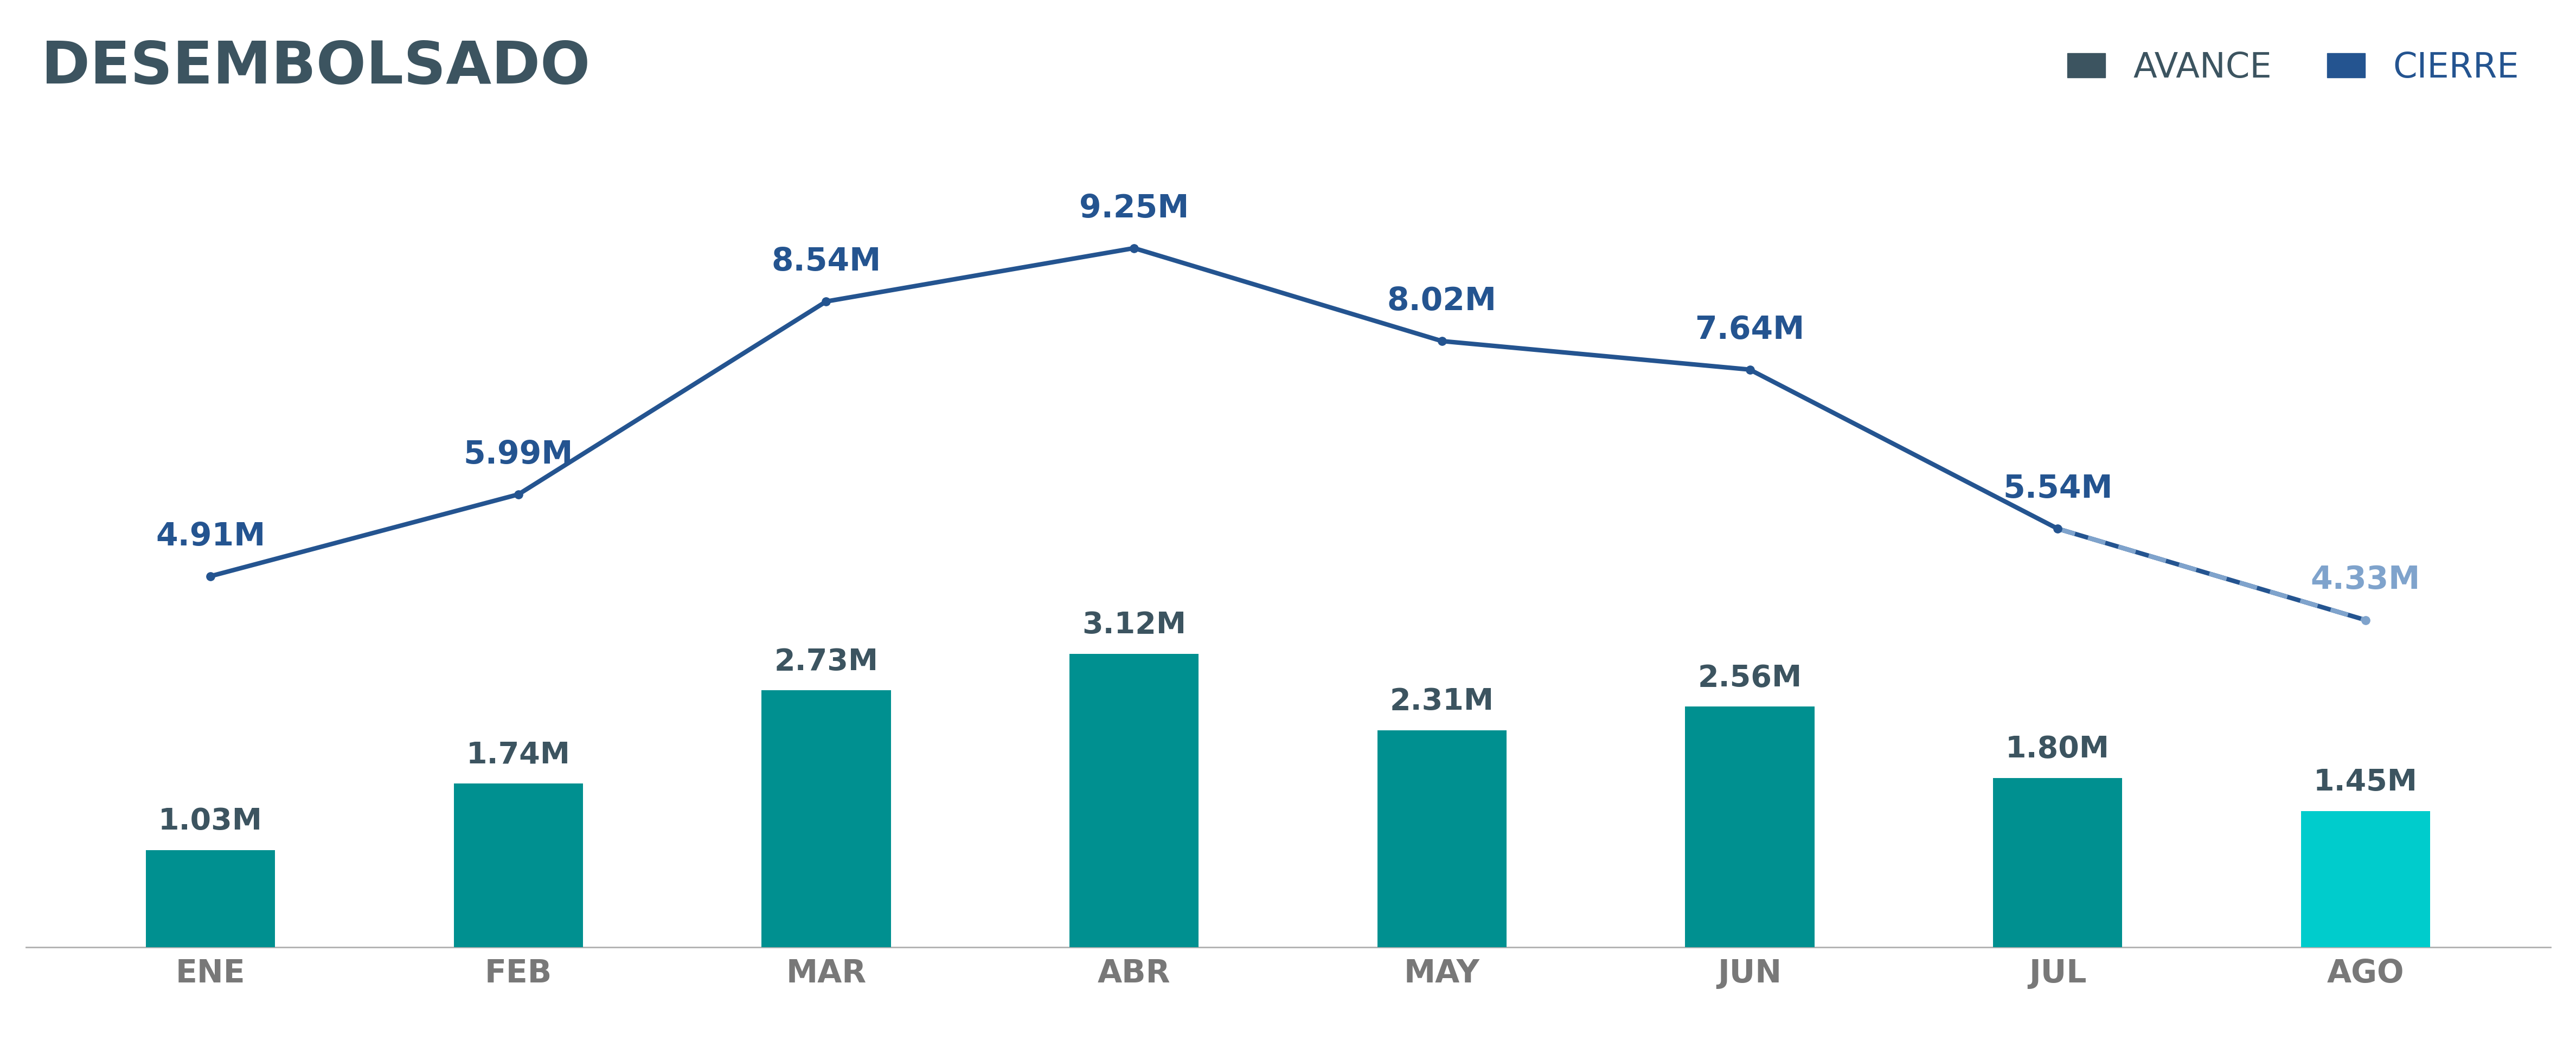 DESEMBOLSADO
AVANCE CIERRE
9.25M
8.54M
8.02M
7.64M
5.99M
5.54M
4.91M
4.33M
3.12M
2.73M
2.56M
2.31M
1.74M
1.80M
1.45M
1.03M
ENE FEB MAR ABR MAY JUN JUL AGO